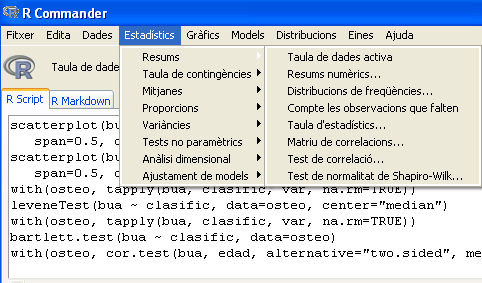 R Commander
Fitxer Edita Dades Estadístics Gràfics Models Distribucions Eines Ajuda
Taula de dade
R Script R Markdown
Resums
Taula de contingències
Mitjanes
Proporcions
Variàncies
Tests no paramètrics
Anàlisi dimensional
Ajustament de models
Taula de dades activa
Resums numèrics...
Distribucions de freqüències...
Compte les observacions que falten
Taula d'estadístics...
Matriu de correlacions...
Test de correlació...
Test de normalitat de Shapiro-Wilk...
scatterplot(bua
span=0.5, c
scatterplot(bua
span=0.5, c
with(osteo, tapply(bua, clasific, var, na.rm=TRUE))
leveneTest(bua ~ clasific, data=osteo, center="median")
with(osteo, tapply(bua, clasific, var, na.rm=TRUE))
bartlett.test(bua ~ clasific, data=osteo)
with(osteo, cor.test(bua, edad, alternative="two.sided", me